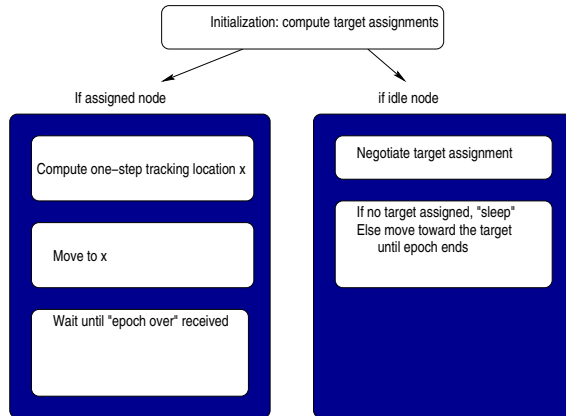 Initialization: compute target assignments
If assigned node
if idle node
Compute one−step tracking location x
Move to x
Wait until "epoch over" received
Negotiate target assignment
If no target assigned, "sleep"
Else move toward the target
until epoch ends